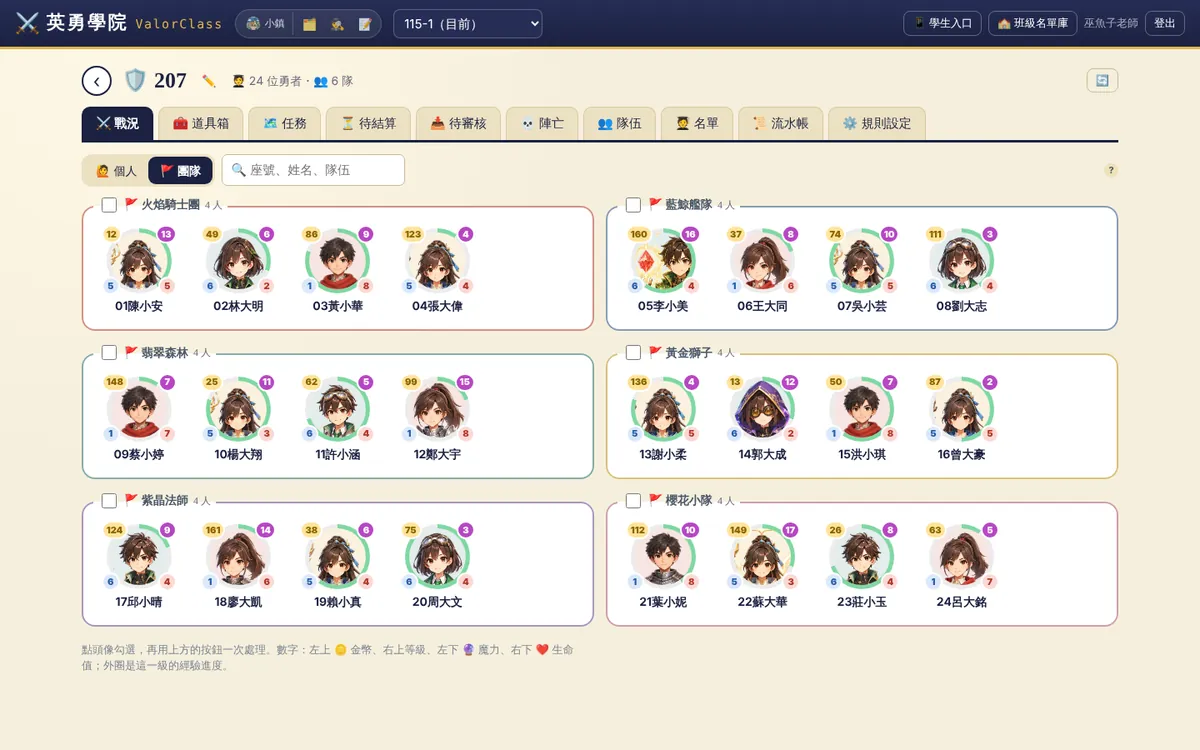 英勇學院 ValorClass 小鎮 115-1（目前） 學生入口 班級名單庫 巫魚子老師 登出
207 24 位勇者・ 6 隊
戰況 道具箱 任務 待結算 待審核 陣亡 隊伍 名單 流水帳 規則設定
個人 團隊 座號、姓名、隊伍 ?
火焰騎士團 4 人
12 13 49 6 86 9 123 4
5 5 6 2 1 8 5 4
01陳小安 02林大明 03黃小華 04張大偉
藍鯨艦隊 4 人
160 16 37 8 74 10 111 3
6 4 1 6 5 5 6 4
05李小美 06王大同 07吳小芸 08劉大志
翡翠森林 4 人
148 7 25 11 62 5 99 15
1 7 5 3 6 4 1 8
09蔡小婷 10楊大翔 11許小涵 12鄭大宇
黃金獅子 4 人
136 4 13 12 50 7 87 2
5 5 6 2 1 8 5 5
13謝小柔 14郭大成 15洪小琪 16曾大豪
紫晶法師 4 人
124 9 161 14 38 6 75 3
6 4 1 6 5 4 6 4
17邱小晴 18廖大凱 19賴小真 20周大文
櫻花小隊 4 人
112 10 149 17 26 8 63 5
1 8 5 3 6 4 1 7
21葉小妮 22蘇大華 23莊小玉 24呂大銘
點頭像勾選，再用上方的按鈕一次處理。數字：左上 金幣、右上等級、左下 魔力、右下 生命
值；外圈是這一級的經驗進度。